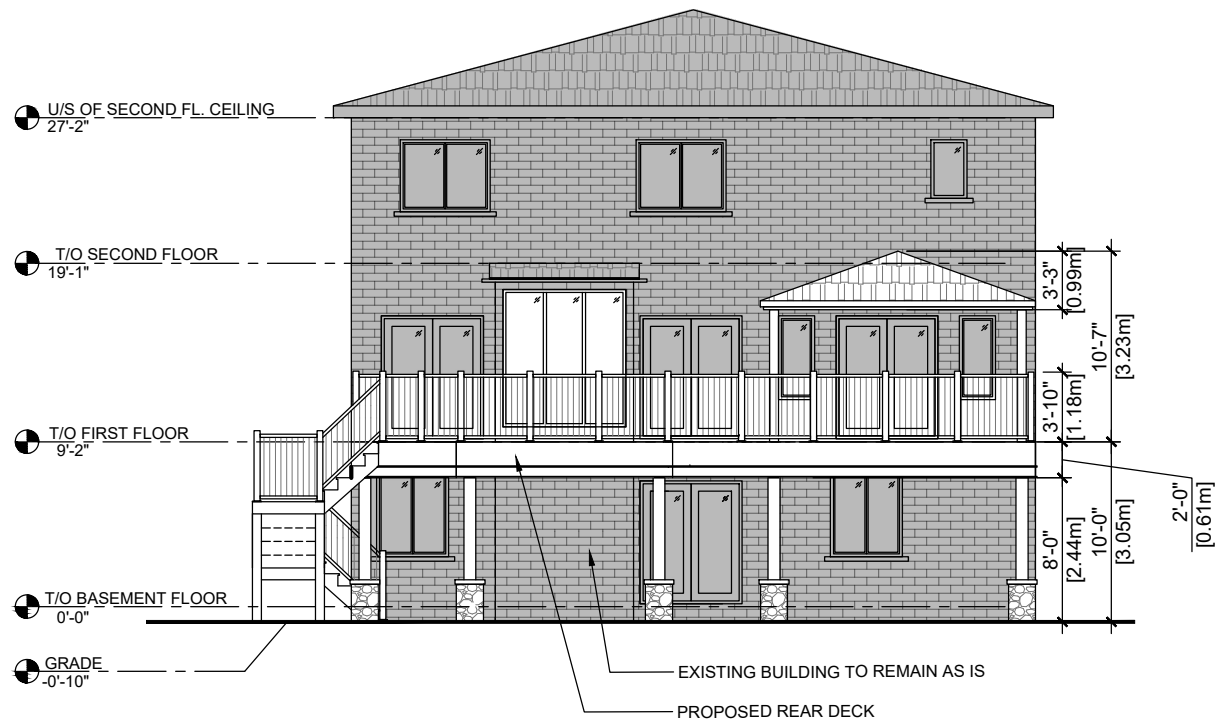 U/S OF SECOND FL. CEILING
27'-2"
T/O SECOND FLOOR
19'-1"
T/O FIRST FLOOR
9'-2"
T/O BASEMENT FLOOR
0'-0"
GRADE
-0'-10"
3'-3"
[0.99m]
10'-7"
[3.23m]
3'-10"
[1.18m]
2'-0"
[0.61m]
8'-0"
[2.44m]
10'-0"
[3.05m]
EXISTING BUILDING TO REMAIN AS IS
PROPOSED REAR DECK